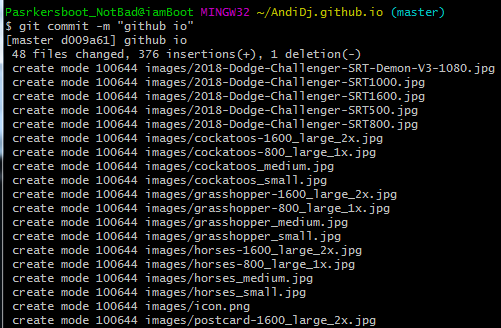 Pasrkersboot_NotBad@iamBoot MINGW32 ~/AndiDj.github.io (master)
$ git commit -m "github io"
[master d009a61] github io
 48 files changed, 376 insertions(+), 1 deletion(-)
 create mode 100644 images/2018-Dodge-Challenger-SRT-Demon-V3-1080.jpg
 create mode 100644 images/2018-Dodge-Challenger-SRT1000.jpg
 create mode 100644 images/2018-Dodge-Challenger-SRT1600.jpg
 create mode 100644 images/2018-Dodge-Challenger-SRT500.jpg
 create mode 100644 images/2018-Dodge-Challenger-SRT800.jpg
 create mode 100644 images/cockatoos-1600_large_2x.jpg
 create mode 100644 images/cockatoos-800_large_1x.jpg
 create mode 100644 images/cockatoos_medium.jpg
 create mode 100644 images/cockatoos_small.jpg
 create mode 100644 images/grasshopper-1600_large_2x.jpg
 create mode 100644 images/grasshopper-800_large_1x.jpg
 create mode 100644 images/grasshopper_medium.jpg
 create mode 100644 images/grasshopper_small.jpg
 create mode 100644 images/horses-1600_large_2x.jpg
 create mode 100644 images/horses-800_large_1x.jpg
 create mode 100644 images/horses_medium.jpg
 create mode 100644 images/horses_small.jpg
 create mode 100644 images/icon.png
 create mode 100644 images/postcard-1600_large_2x.jpg